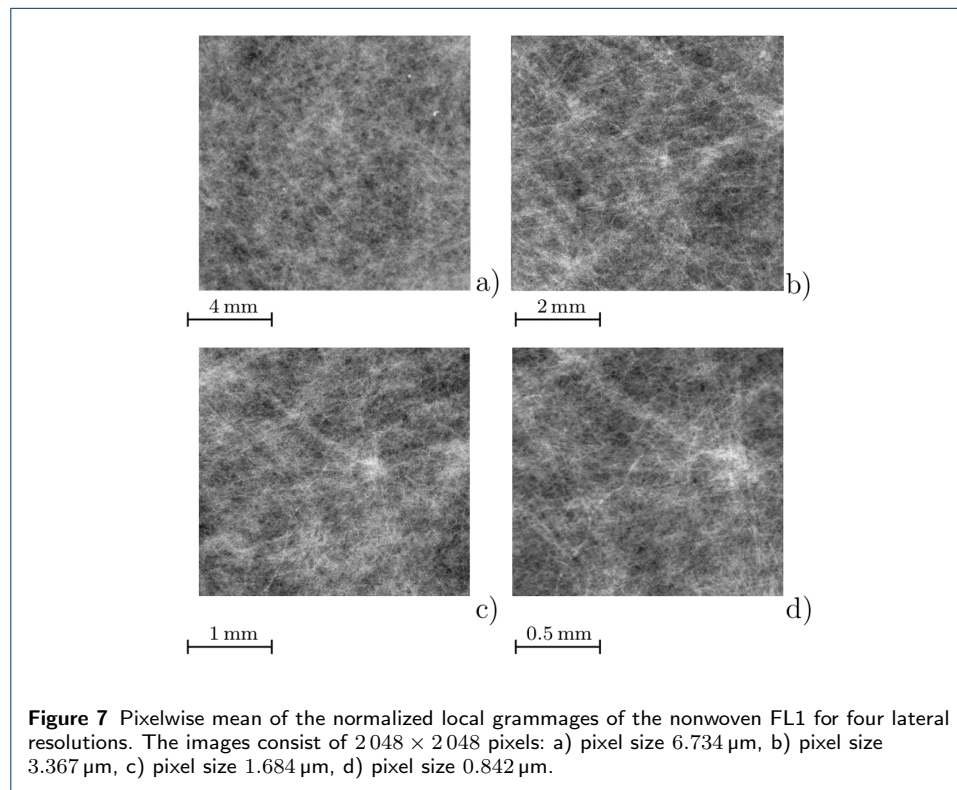 a)
b)
4 mm
2 mm
c)
d)
1 mm
0.5 mm
Figure 7 Pixelwise mean of the normalized local grammages of the nonwoven FL1 for four lateral
resolutions. The images consist of 2 048 × 2 048 pixels: a) pixel size 6.734 µm, b) pixel size
3.367 µm, c) pixel size 1.684 µm, d) pixel size 0.842 µm.